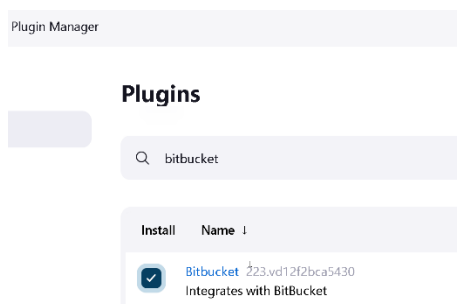 Plugin Manager
Plugins
bitbucket
Install Name ↓
Bitbucket 223.vd12f2bca5430
Integrates with BitBucket